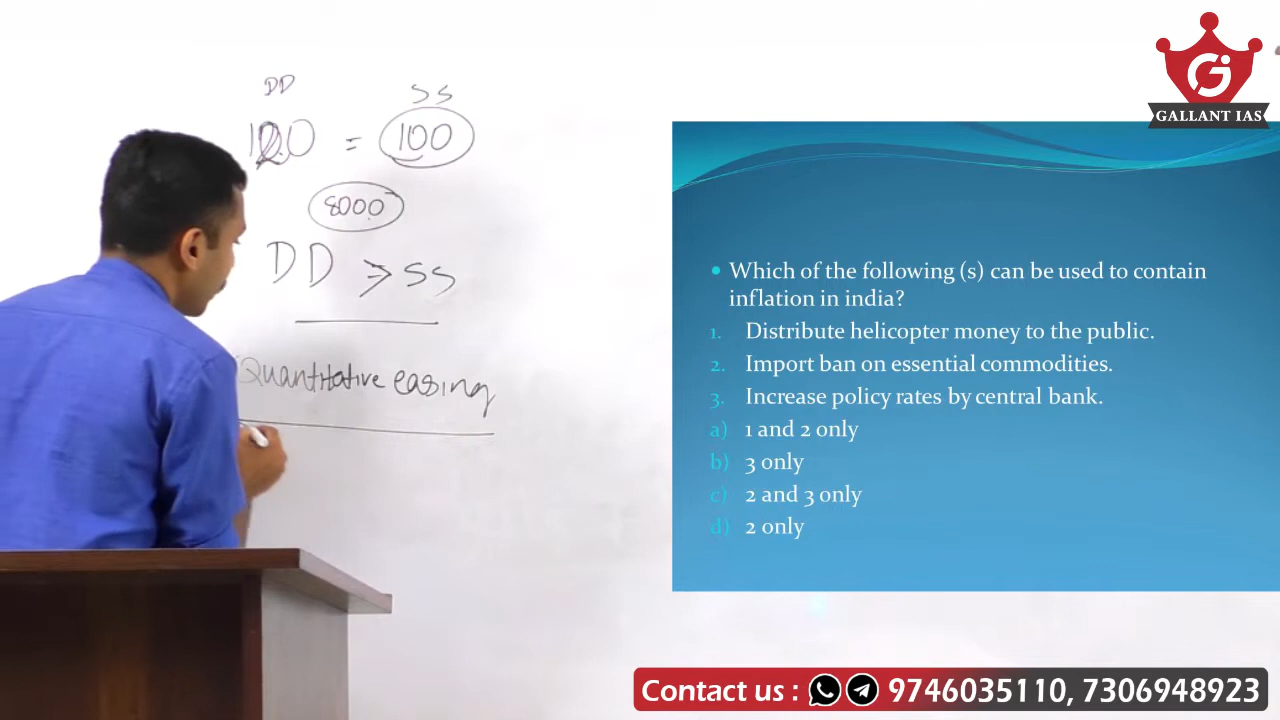 DD
SS
120 = 100
8000
DD > SS
Quantitative easing
GALLANT IAS
• Which of the following (s) can be used to contain
inflation in india?
1. Distribute helicopter money to the public.
2. Import ban on essential commodities.
3. Increase policy rates by central bank.
a) 1 and 2 only
b) 3 only
c) 2 and 3 only
d) 2 only
Contact us : 9746035110, 7306948923